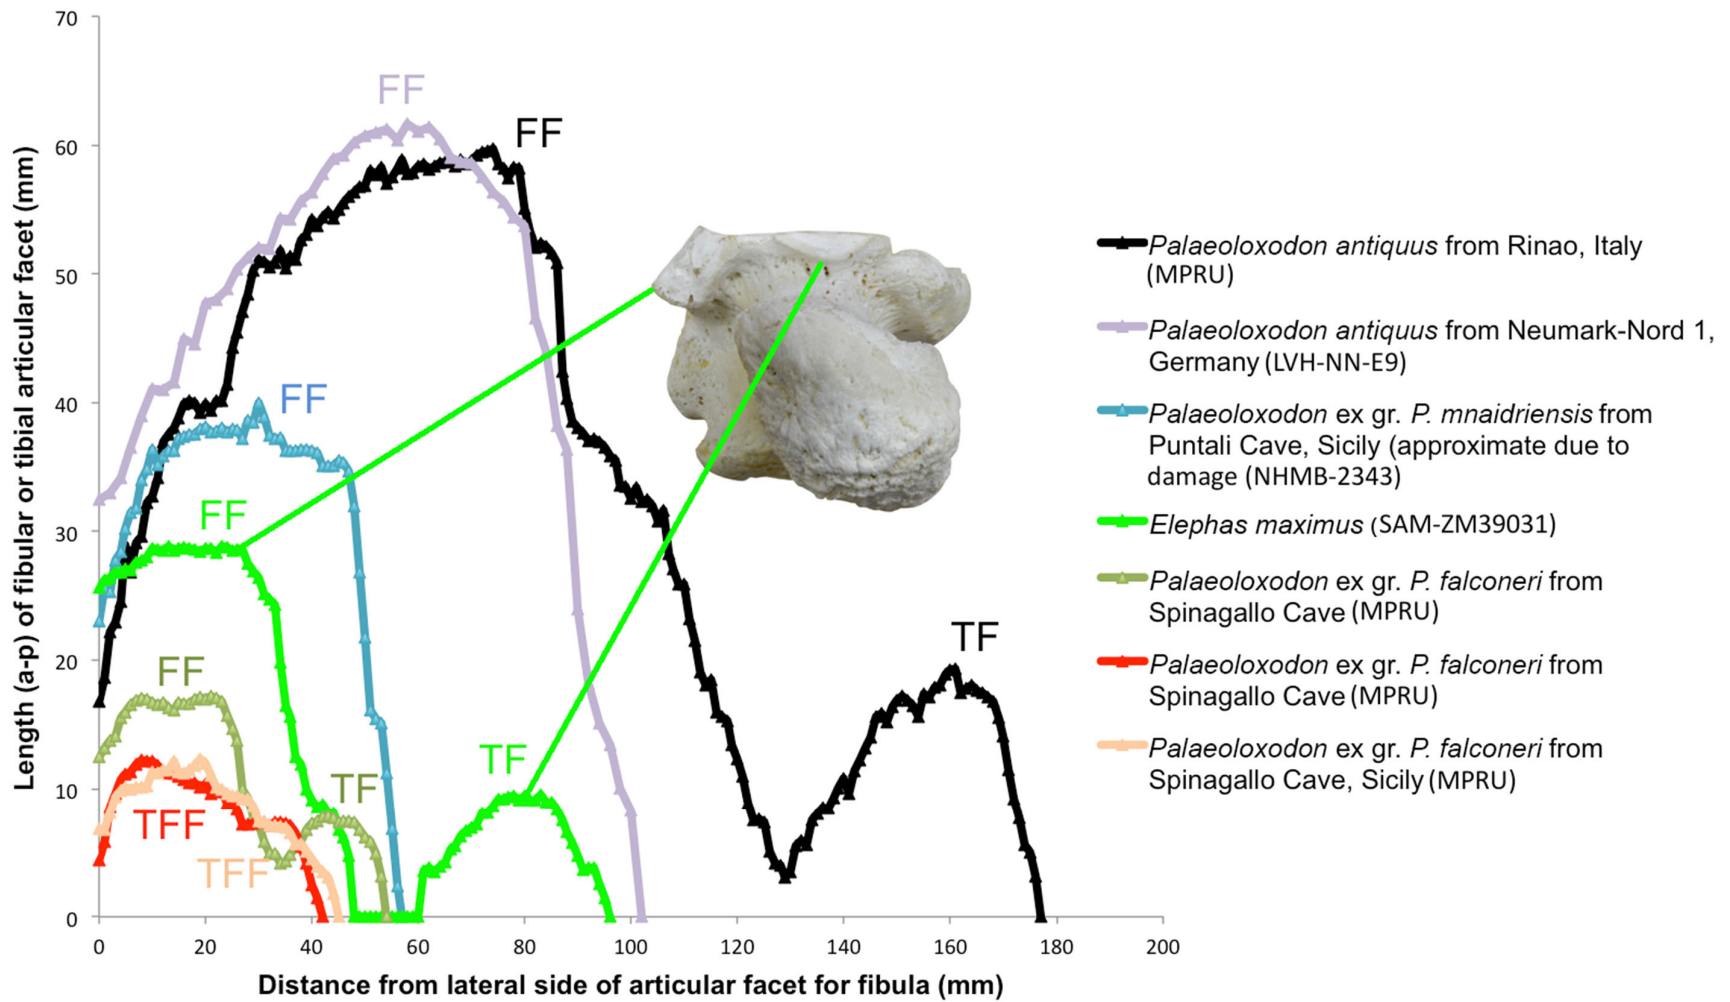 70
60
50
40
30
20
10
0
Length (a-p) of fibular or tibial articular facet (mm)
FF
FF
FF
FF
FF
TF
TF
TF
TFF
TFF
0 20 40 60 80 100 120 140 160 180 200
Distance from lateral side of articular facet for fibula (mm)
Palaeoloxodon antiquus from Rinao, Italy
(MPRU)
Palaeoloxodon antiquus from Neumark-Nord 1,
Germany (LVH-NN-E9)
Palaeoloxodon ex gr. P. mnaidriensis from
Puntali Cave, Sicily (approximate due to
damage (NHMB-2343)
Elephas maximus (SAM-ZM39031)
Palaeoloxodon ex gr. P. falconeri from
Spinagallo Cave (MPRU)
Palaeoloxodon ex gr. P. falconeri from
Spinagallo Cave (MPRU)
Palaeoloxodon ex gr. P. falconeri from
Spinagallo Cave, Sicily (MPRU)